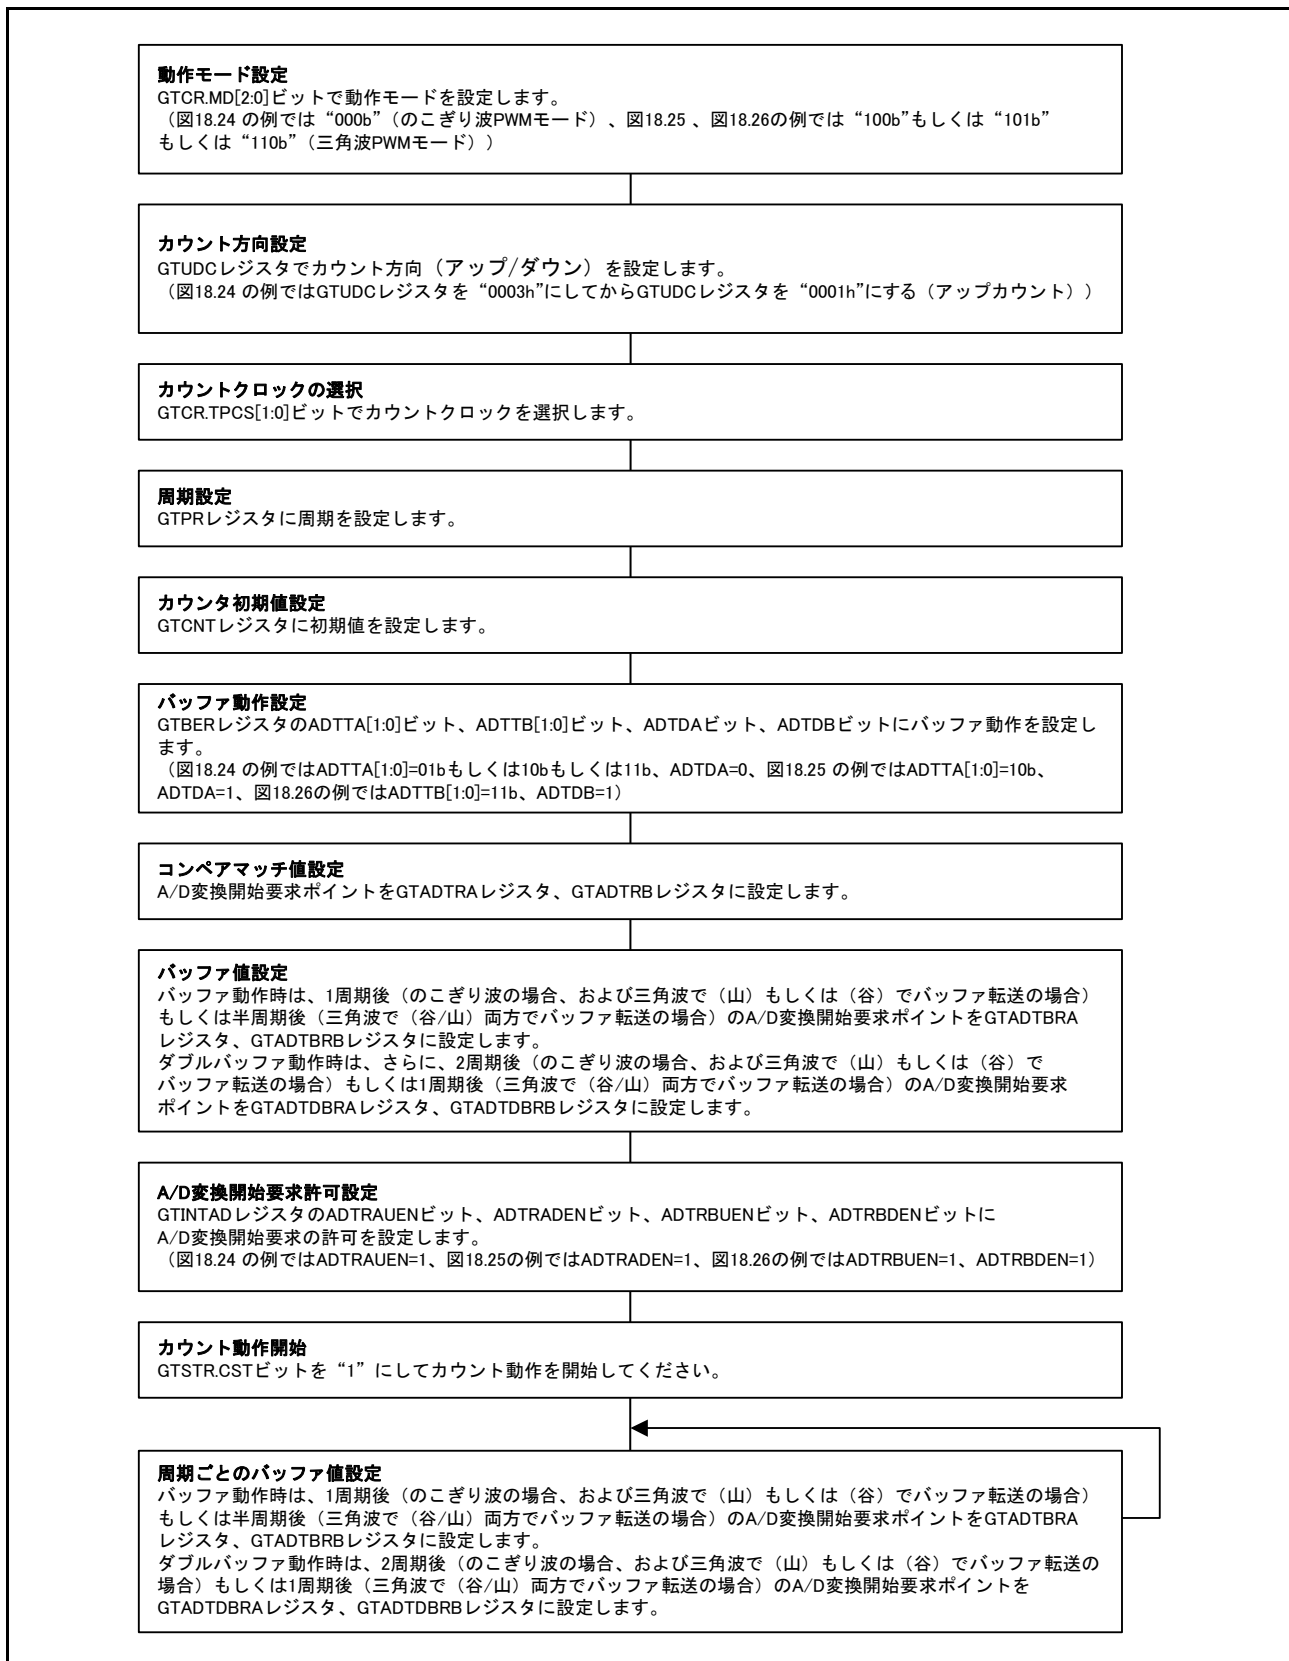 動作モード設定
GTCR.MD[2:0]ビットで動作モードを設定します。
（図18.24 の例では“000b”（のこぎり波PWMモード）、図18.25 、図18.26の例では“100b”もしくは“101b”
もしくは“110b”（三角波PWMモード））
カウント方向設定
GTUDCレジスタでカウント方向（アップ/ダウン）を設定します。
（図18.24 の例ではGTUDCレジスタを“0003h”にしてからGTUDCレジスタを“0001h”にする（アップカウント））
カウントクロックの選択
GTCR.TPCS[1:0]ビットでカウントクロックを選択します。
周期設定
GTPRレジスタに周期を設定します。
カウンタ初期値設定
GTCNTレジスタに初期値を設定します。
バッファ動作設定
GTBERレジスタのADTTA[1:0]ビット、ADTTB[1:0]ビット、ADTDAビット、ADTDBビットにバッファ動作を設定し
ます。
（図18.24 の例ではADTTA[1:0]=01bもしくは10bもしくは11b、ADTDA=0、図18.25 の例ではADTTA[1:0]=10b、
ADTDA=1、図18.26の例ではADTTB[1:0]=11b、ADTDB=1）
コンペアマッチ値設定
A/D変換開始要求ポイントをGTADTRAレジスタ、GTADTRBレジスタに設定します。
バッファ値設定
バッファ動作時は、1周期後（のこぎり波の場合、および三角波で（山）もしくは（谷）でバッファ転送の場合）
もしくは半周期後（三角波で（谷/山）両方でバッファ転送の場合）のA/D変換開始要求ポイントをGTADTBRA
レジスタ、GTADTBRBレジスタに設定します。
ダブルバッファ動作時は、さらに、2周期後（のこぎり波の場合、および三角波で（山）もしくは（谷）で
バッファ転送の場合）もしくは1周期後（三角波で（谷/山）両方でバッファ転送の場合）のA/D変換開始要求
ポイントをGTADTDBRAレジスタ、GTADTDBRBレジスタに設定します。
A/D変換開始要求許可設定
GTINTADレジスタのADTRAUENビット、ADTRADENビット、ADTRBUENビット、ADTRBDENビットに
A/D変換開始要求の許可を設定します。
（図18.24 の例ではADTRAUEN=1、図18.25の例ではADTRADEN=1、図18.26の例ではADTRBUEN=1、ADTRBDEN=1）
カウント動作開始
GTSTR.CSTビットを“1”にしてカウント動作を開始してください。
周期ごとのバッファ値設定
バッファ動作時は、1周期後（のこぎり波の場合、および三角波で（山）もしくは（谷）でバッファ転送の場合）
もしくは半周期後（三角波で（谷/山）両方でバッファ転送の場合）のA/D変換開始要求ポイントをGTADTBRA
レジスタ、GTADTBRBレジスタに設定します。
ダブルバッファ動作時は、2周期後（のこぎり波の場合、および三角波で（山）もしくは（谷）でバッファ転送の
場合）もしくは1周期後（三角波で（谷/山）両方でバッファ転送の場合）のA/D変換開始要求ポイントを
GTADTDBRAレジスタ、GTADTDBRBレジスタに設定します。